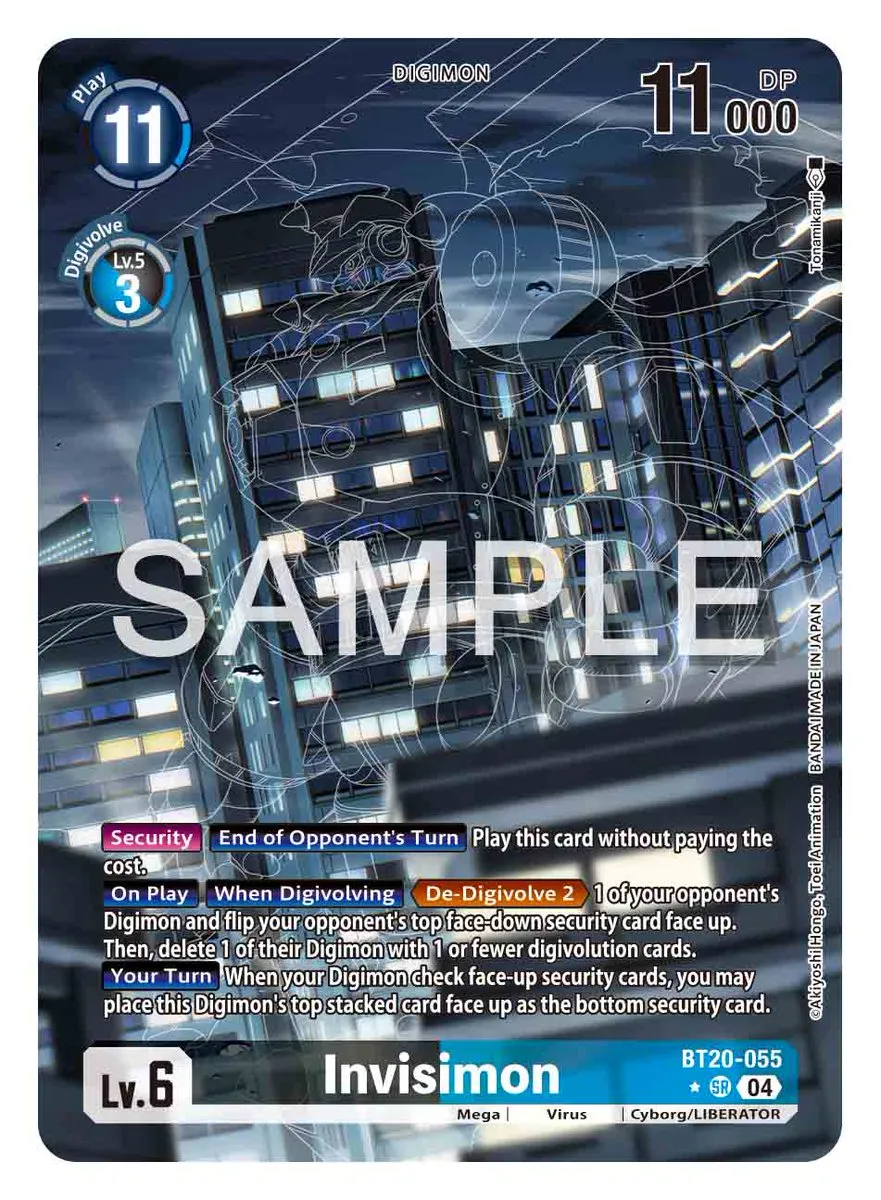 DIGIMON
Play
11
11000 DP
Digivolve
Lv.5
3
Tonamikanji
SAMPLE
©Akiyoshi Hongo, Toei Animation BANDAI MADE IN JAPAN
Security End of Opponent's Turn Play this card without paying the
cost.
On Play When Digivolving De-Digivolve 2 1 of your opponent's
Digimon and flip your opponent's top face-down security card face up.
Then, delete 1 of their Digimon with 1 or fewer digivolution cards.
Your Turn When your Digimon check face-up security cards, you may
place this Digimon's top stacked card face up as the bottom security card.
Lv.6
Invisimon
BT20-055
SR 04
Mega | Virus | Cyborg/LIBERATOR